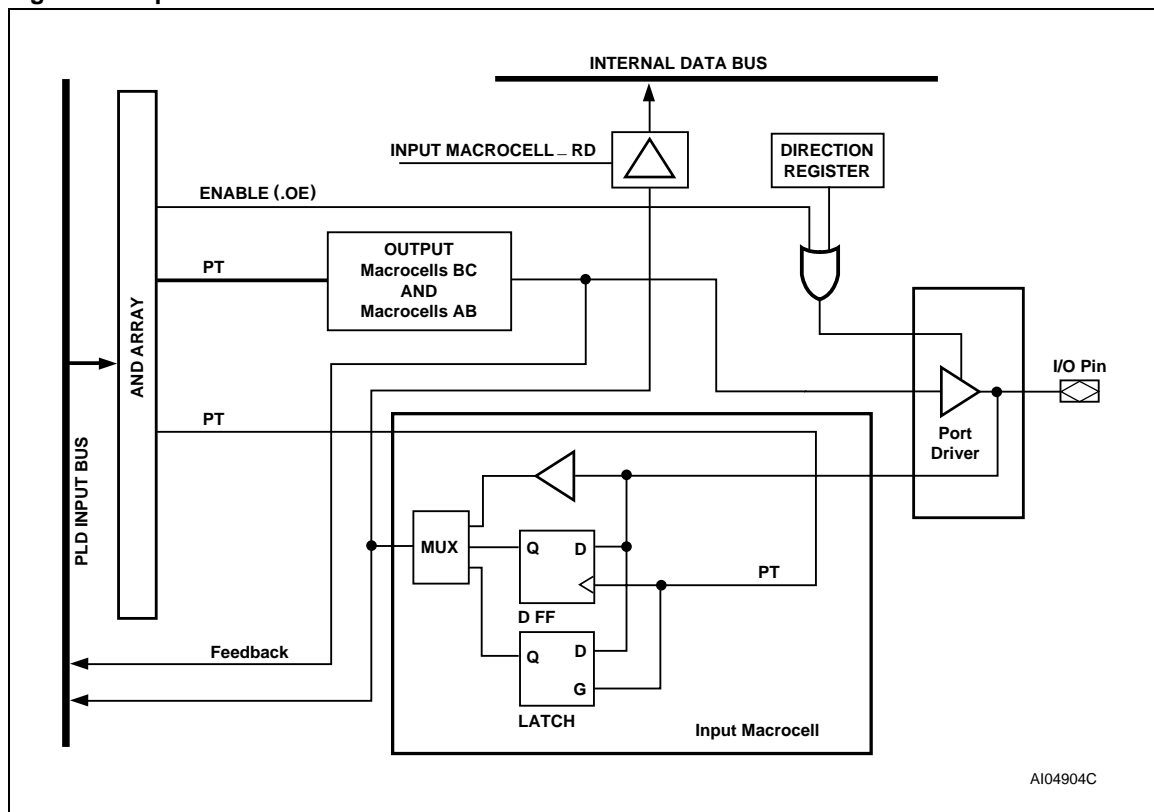 INTERNAL DATA BUS
INPUT MACROCELL _ RD
DIRECTION
REGISTER
ENABLE (.OE)
PT
OUTPUT
Macrocells BC
AND
Macrocells AB
AND ARRAY
PLD INPUT BUS
I/O Pin
Port
Driver
PT
MUX
Q D
PT
D FF
Q D
G
LATCH
Feedback
Input Macrocell
AI04904C